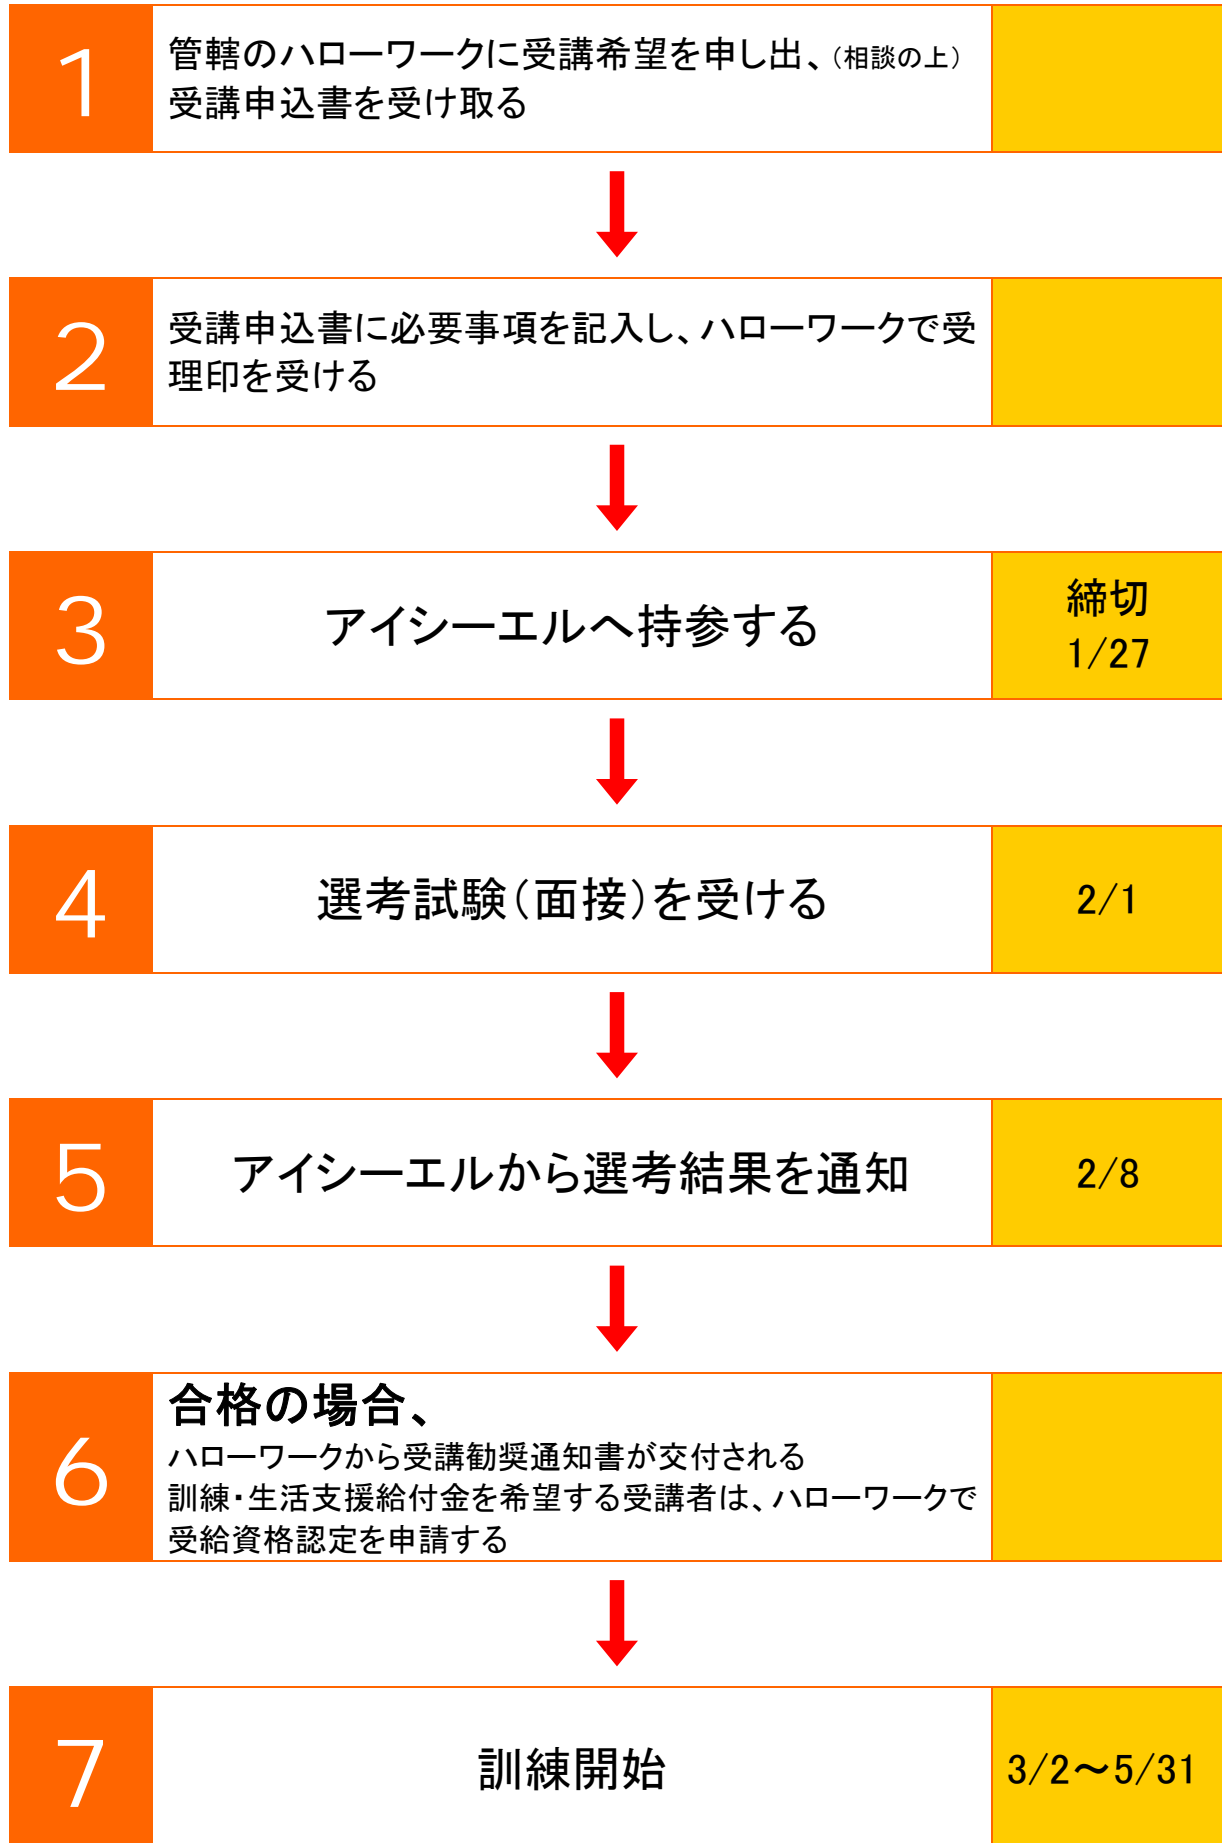 1
管轄のハローワークに受講希望を申し出、（相談の上）
受講申込書を受け取る
2
受講申込書に必要事項を記入し、ハローワークで受
理印を受ける
3
アイシーエルへ持参する
締切
1/27
4
選考試験（面接）を受ける
2/1
5
アイシーエルから選考結果を通知
2/8
6
合格の場合、
ハローワークから受講勧奨通知書が交付される
訓練・生活支援給付金を希望する受講者は、ハローワークで
受給資格認定を申請する
7
訓練開始
3/2～5/31